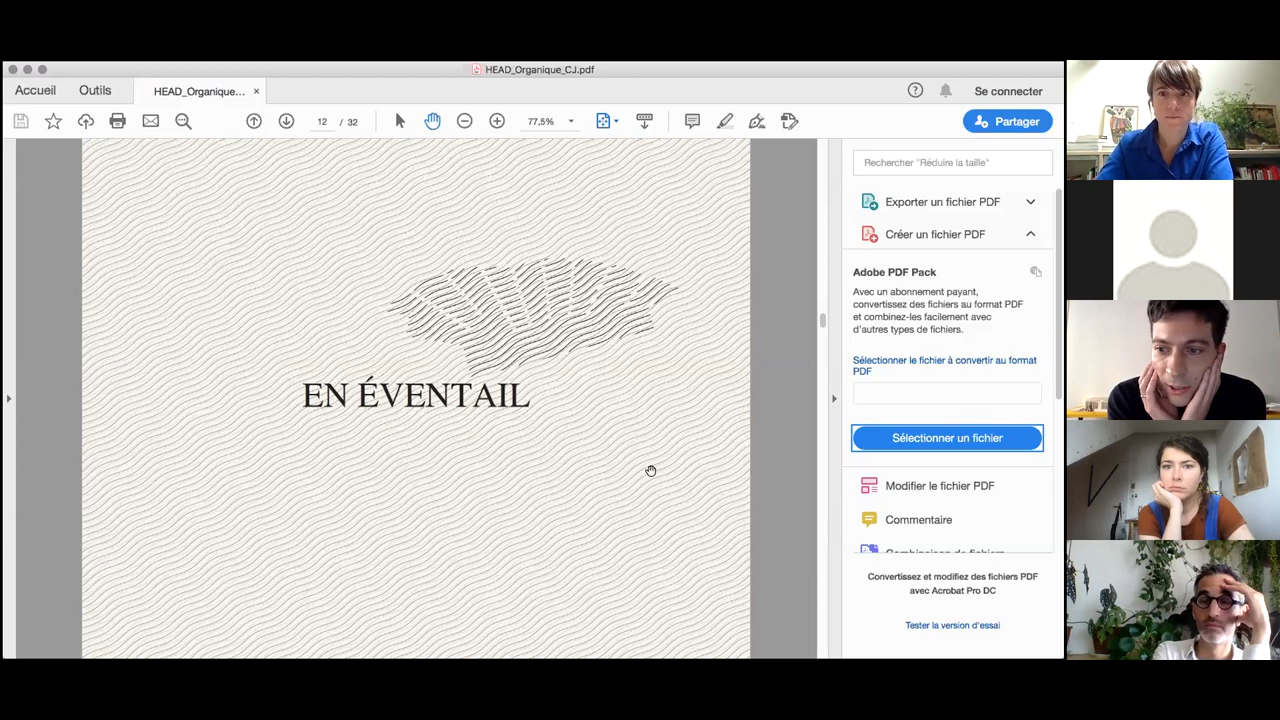 HEAD_Organique_CJ.pdf
Accueil
Outils
HEAD_Organique...
Se connecter
12 / 32
77,5%
Partager
EN ÉVENTAIL
Rechercher "Réduire la taille"
Exporter un fichier PDF
Créer un fichier PDF
Adobe PDF Pack
Avec un abonnement payant,
convertissez des fichiers au format PDF
et combinez-les facilement avec
d'autres types de fichiers.
Sélectionner le fichier à convertir au format
PDF
Sélectionner un fichier
Modifier le fichier PDF
Commentaire
Combinaison de fichiers
Convertissez et modifiez des fichiers PDF
avec Acrobat Pro DC
Tester la version d'essai